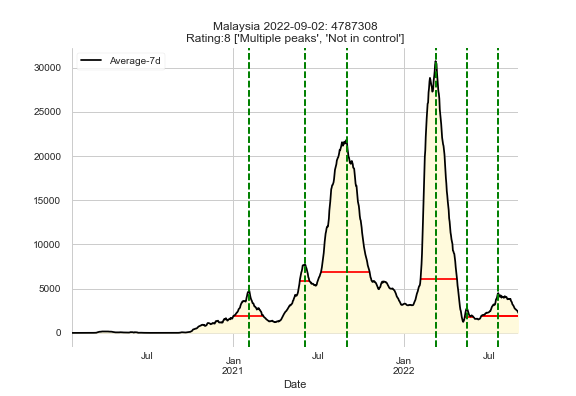 Malaysia 2022-09-02: 4787308
Rating:8 ['Multiple peaks', 'Not in control']
Average-7d
30000
25000
20000
15000
10000
5000
0
Jul
Jan
2021
Jul
Jan
2022
Jul
Date